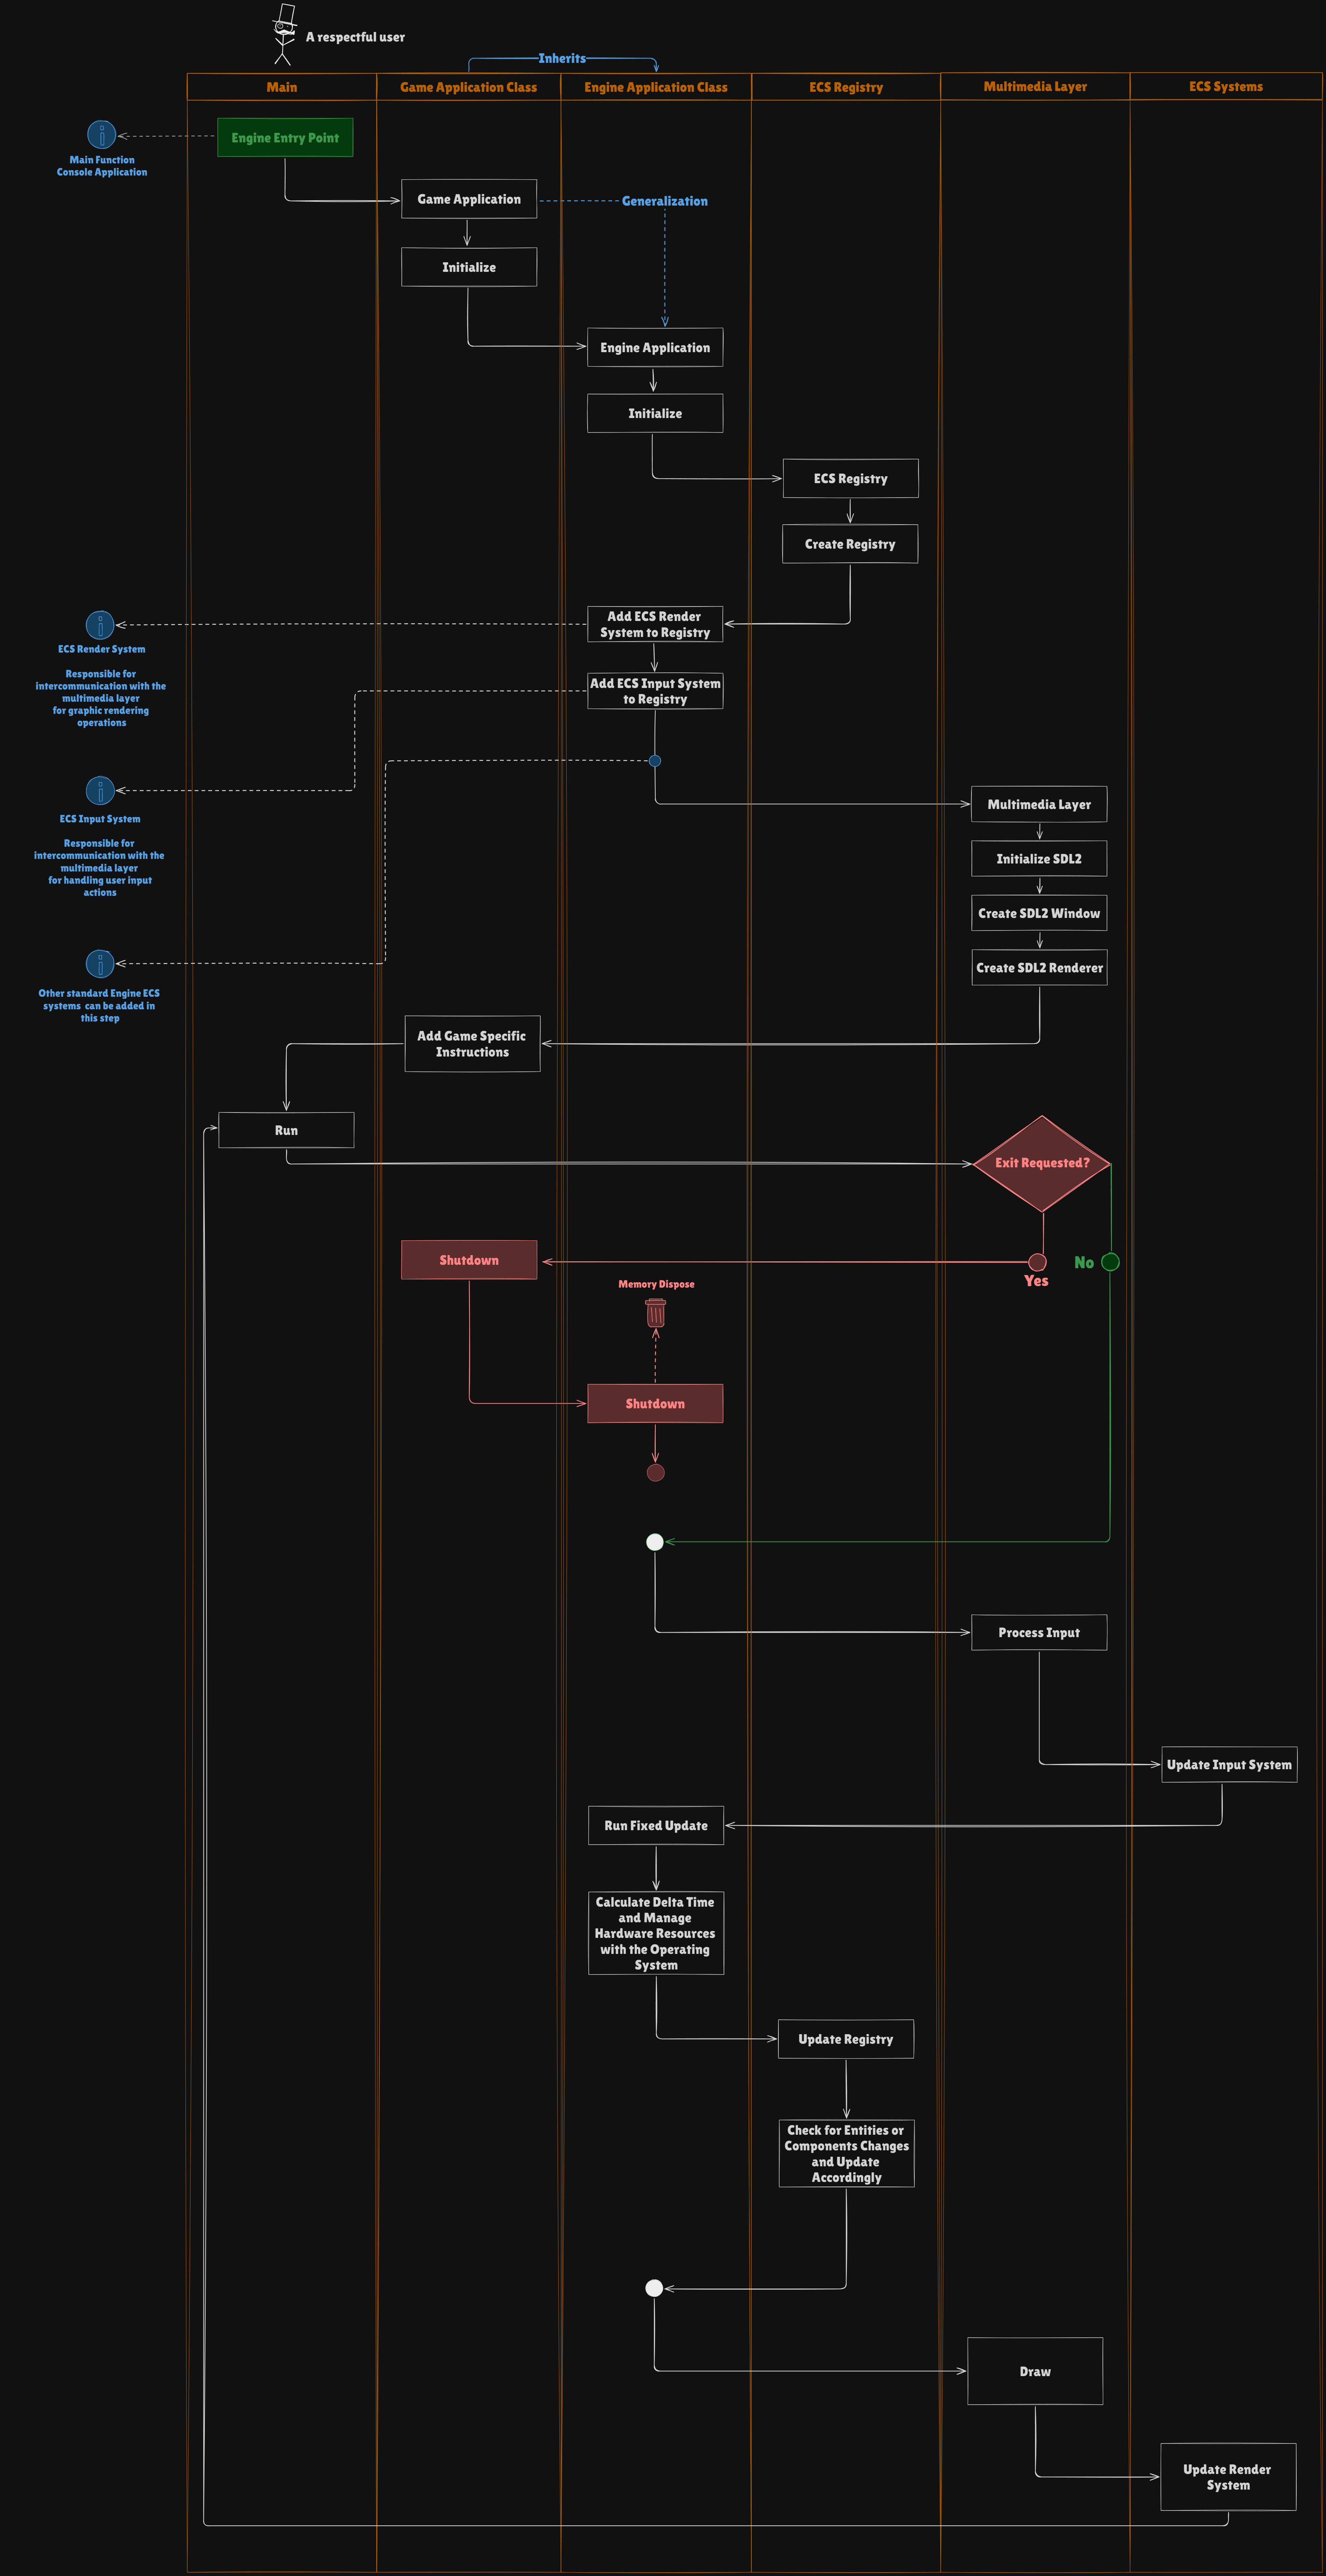 A respectful user
Inherits
Main
Game Application Class
Engine Application Class
ECS Registry
Multimedia Layer
ECS Systems
Engine Entry Point
Main Function
Console Application
Game Application
Generalization
Initialize
Engine Application
Initialize
ECS Registry
Create Registry
Add ECS Render
System to Registry
ECS Render System
Responsible for
intercommunication with the
multimedia layer
for graphic rendering
operations
Add ECS Input System
to Registry
ECS Input System
Responsible for
intercommunication with the
multimedia layer
for handling user input
actions
Multimedia Layer
Initialize SDL2
Create SDL2 Window
Create SDL2 Renderer
Other standard Engine ECS
systems can be added in
this step
Add Game Specific
Instructions
Run
Exit Requested?
Shutdown
No
Yes
Memory Dispose
Shutdown
Process Input
Update Input System
Run Fixed Update
Calculate Delta Time
and Manage
Hardware Resources
with the Operating
System
Update Registry
Check for Entities or
Components Changes
and Update
Accordingly
Draw
Update Render
System